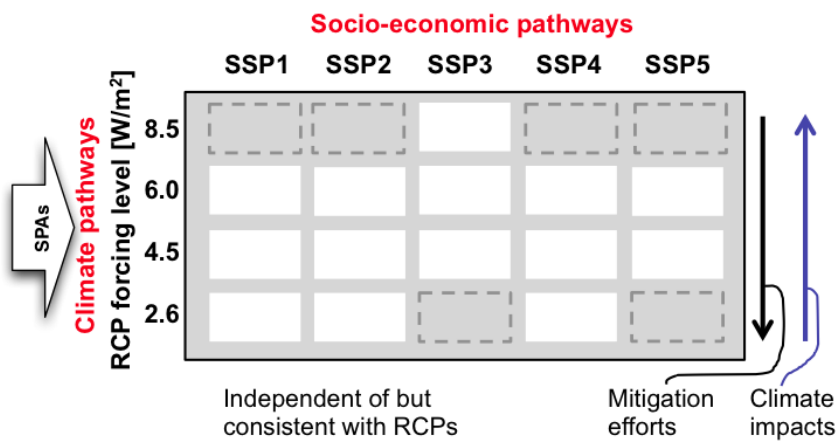 Socio-economic pathways
SSP1 SSP2 SSP3 SSP4 SSP5
SPAs
Climate pathways
RCP forcing level [W/m²]
8.5
6.0
4.5
2.6
Independent of but
consistent with RCPs
Mitigation
efforts
Climate
impacts